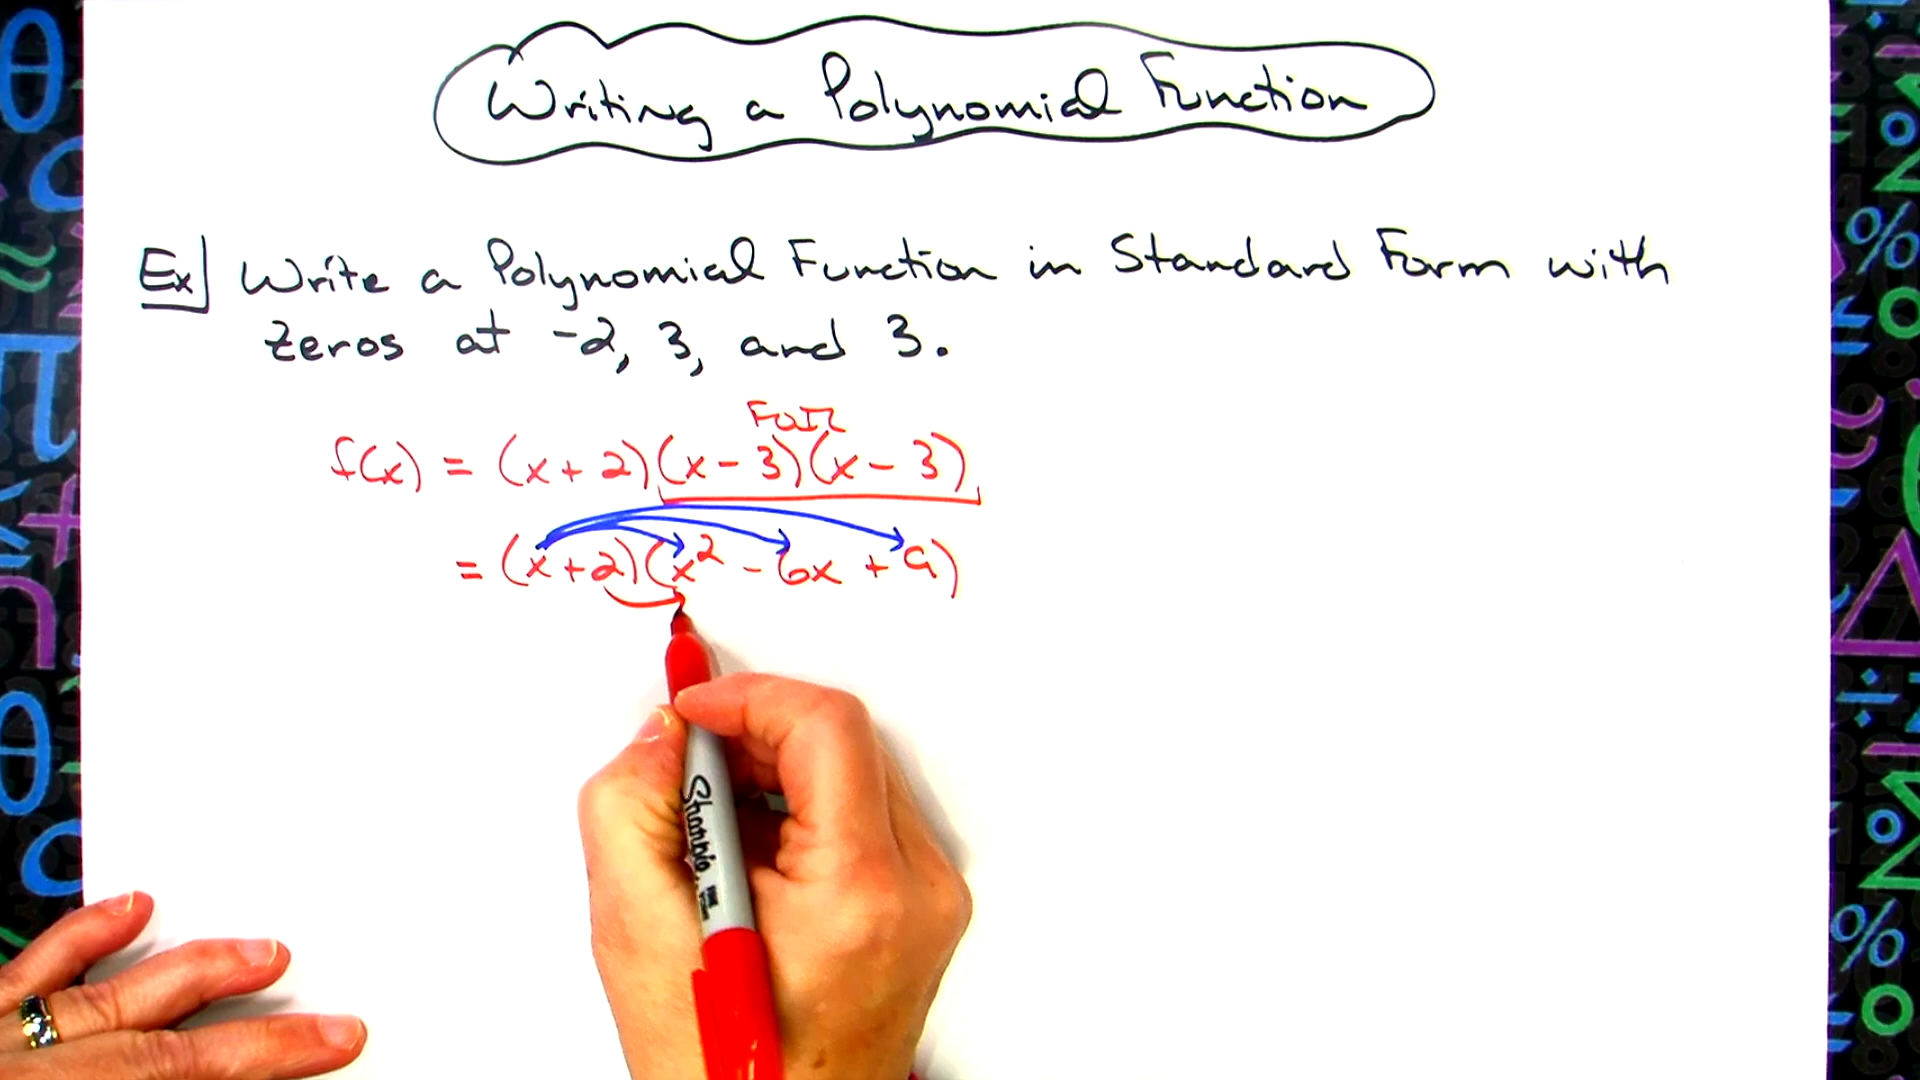 Writing a Polynomial Function
Ex Write a Polynomial Function in Standard Form with
zeros at -2, 3, and 3.
FOIL
f(x) = (x + 2)(x - 3)(x - 3)
= (x + 2)(x² - 6x + 9)
Sharpie